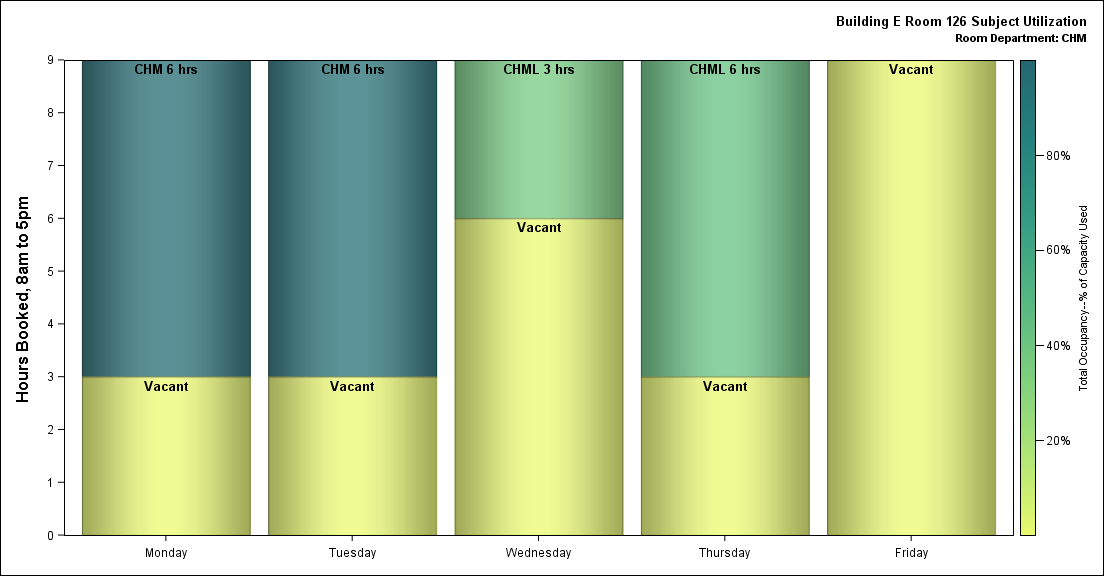 Building E Room 126 Subject Utilization
Room Department: CHM
Hours Booked, 8am to 5pm
9
8
7
6
5
4
3
2
1
0
CHM 6 hrs
Vacant
CHM 6 hrs
Vacant
CHML 3 hrs
Vacant
CHML 6 hrs
Vacant
Vacant
Monday
Tuesday
Wednesday
Thursday
Friday
80%
60%
40%
20%
Total Occupancy--% of Capacity Used